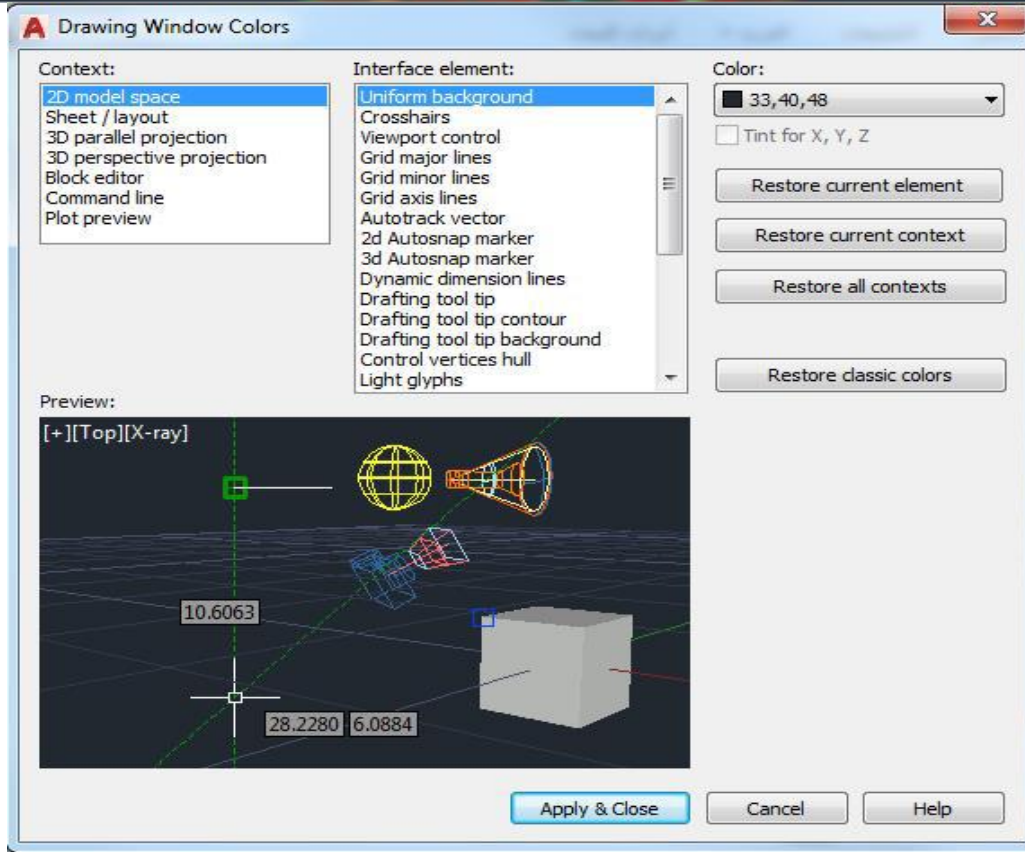 Drawing Window Colors
Context:
2D model space
Sheet / layout
3D parallel projection
3D perspective projection
Block editor
Command line
Plot preview
Interface element:
Uniform background
Crosshairs
Viewport control
Grid major lines
Grid minor lines
Grid axis lines
Autotrack vector
2d Autosnap marker
3d Autosnap marker
Dynamic dimension lines
Drafting tool tip
Drafting tool tip contour
Drafting tool tip background
Control vertices hull
Light glyphs
Color:
33,40,48
Tint for X, Y, Z
Restore current element
Restore current context
Restore all contexts
Restore classic colors
Preview:
[+][Top][X-ray]
10.6063
28.2280 6.0884
Apply & Close
Cancel
Help